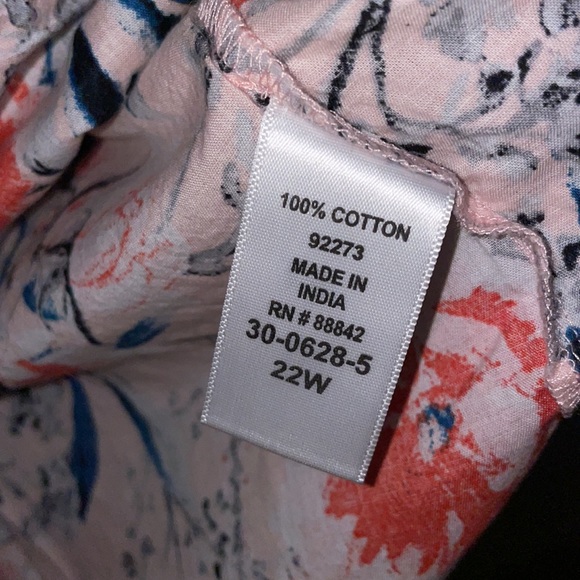 100% COTTON
92273
MADE IN
INDIA
RN # 88842
30-0628-5
22W